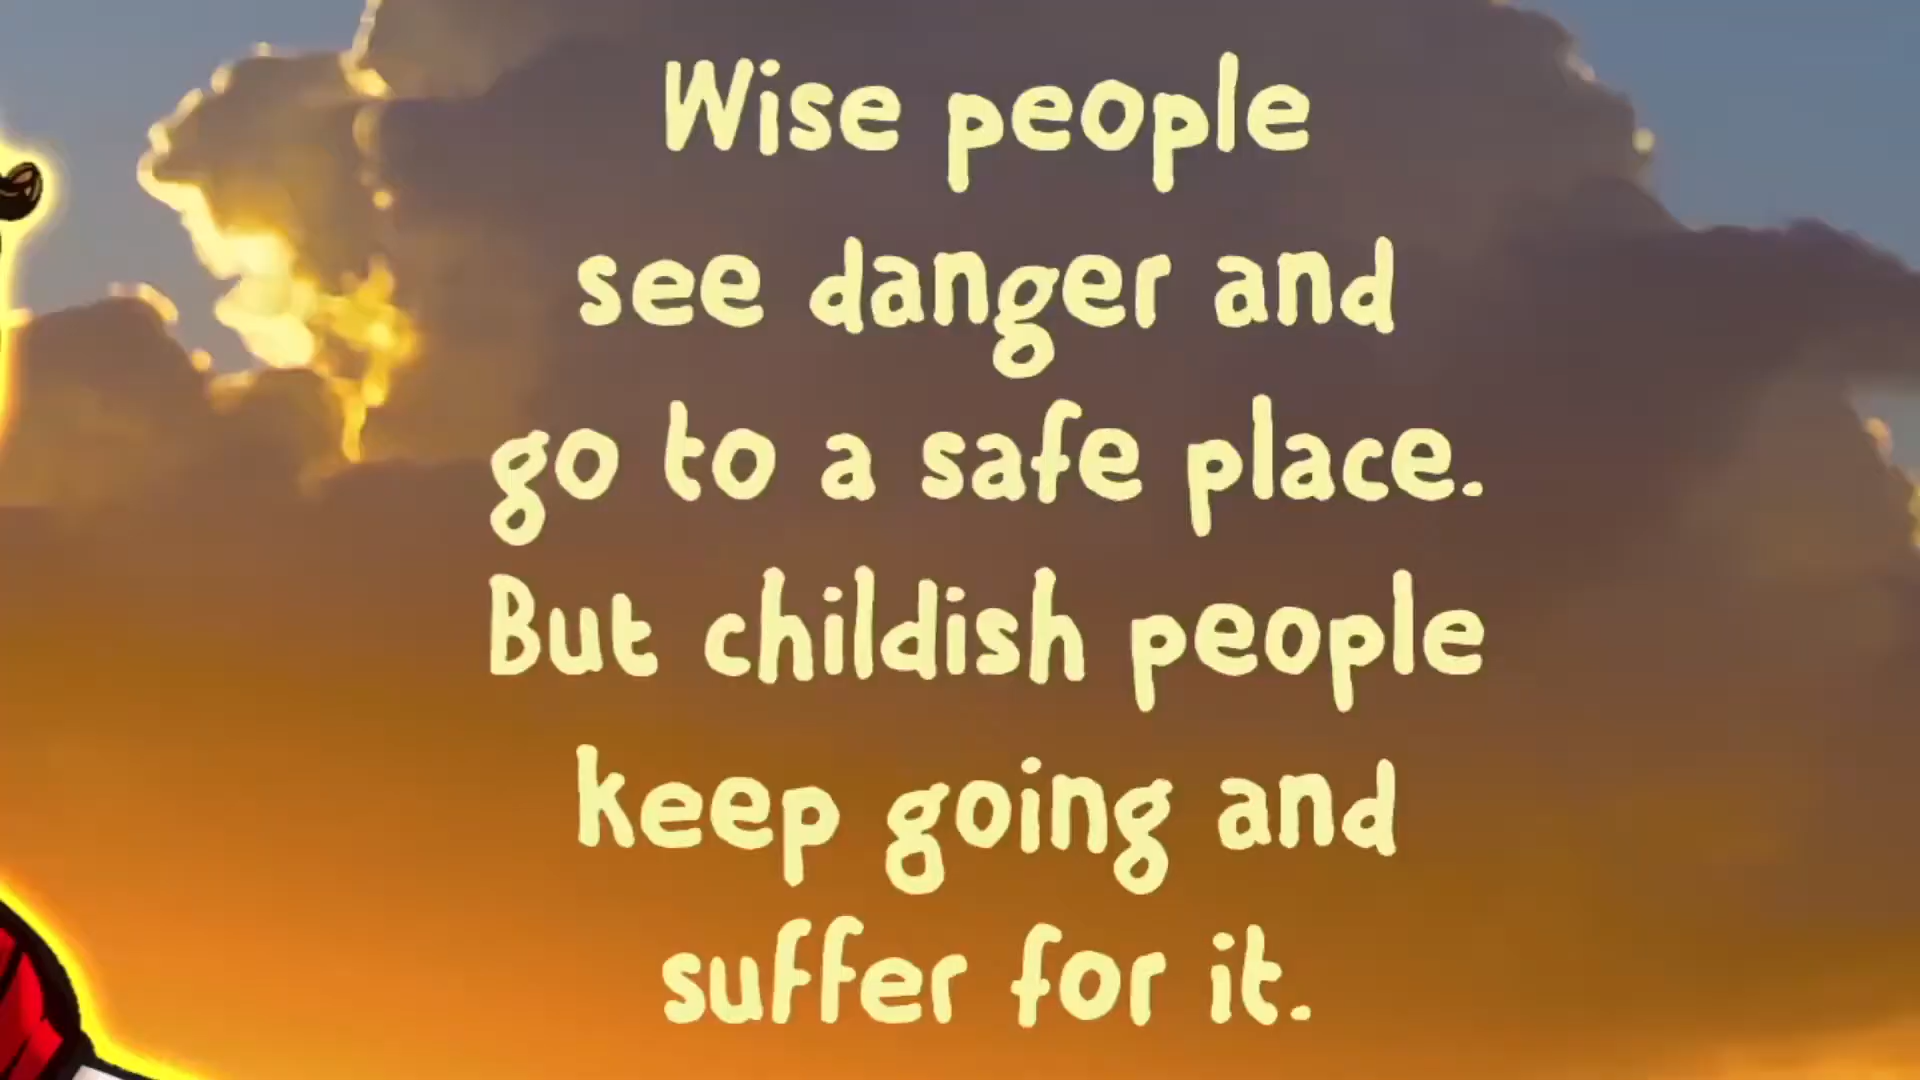 Wise people
see danger and
go to a safe place.
But childish people
keep going and
suffer for it.